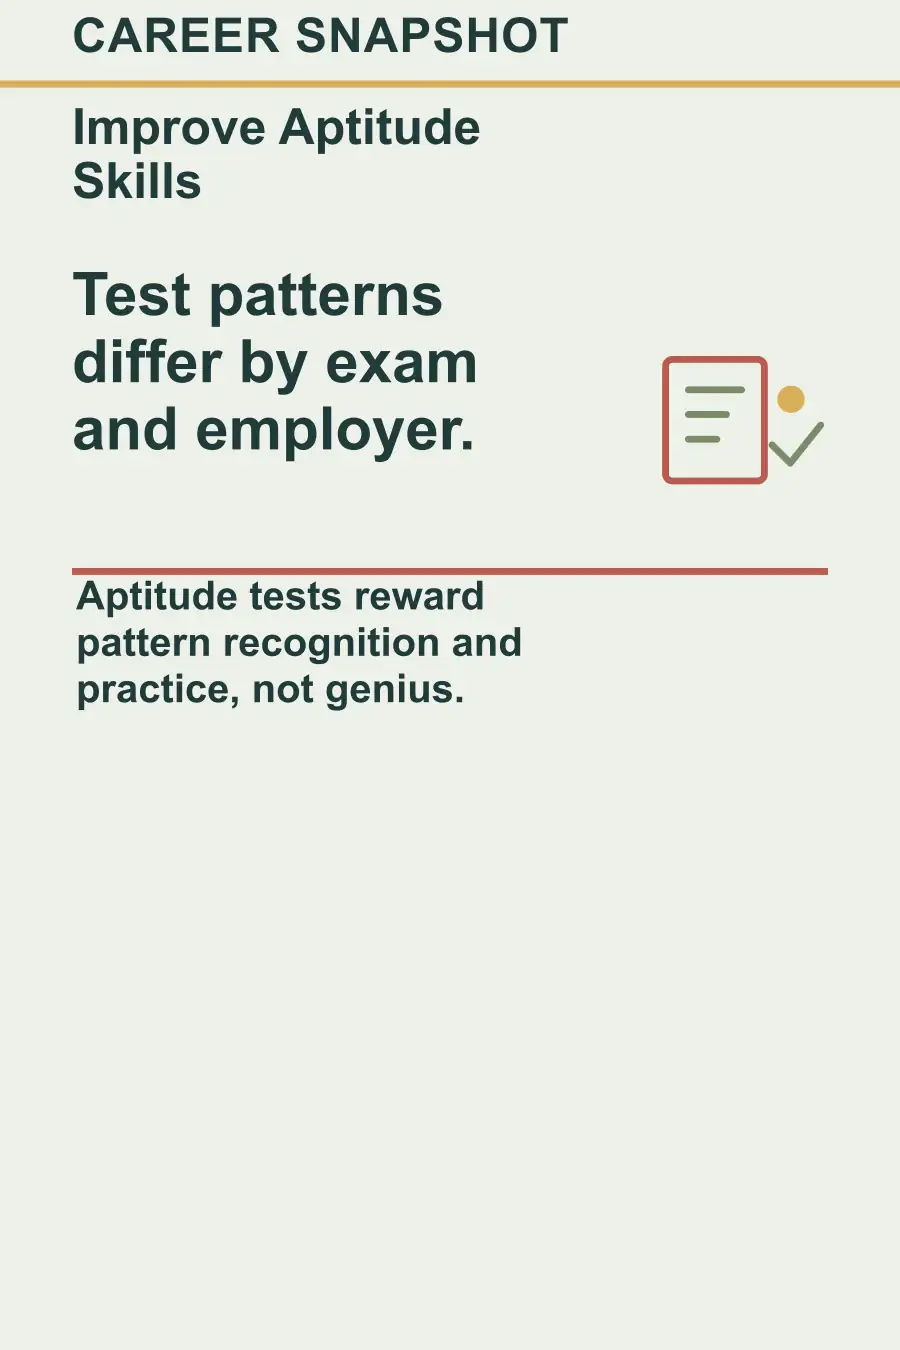 CAREER SNAPSHOT
Improve Aptitude
Skills
Test patterns
differ by exam
and employer.
Aptitude tests reward
pattern recognition and
practice, not genius.